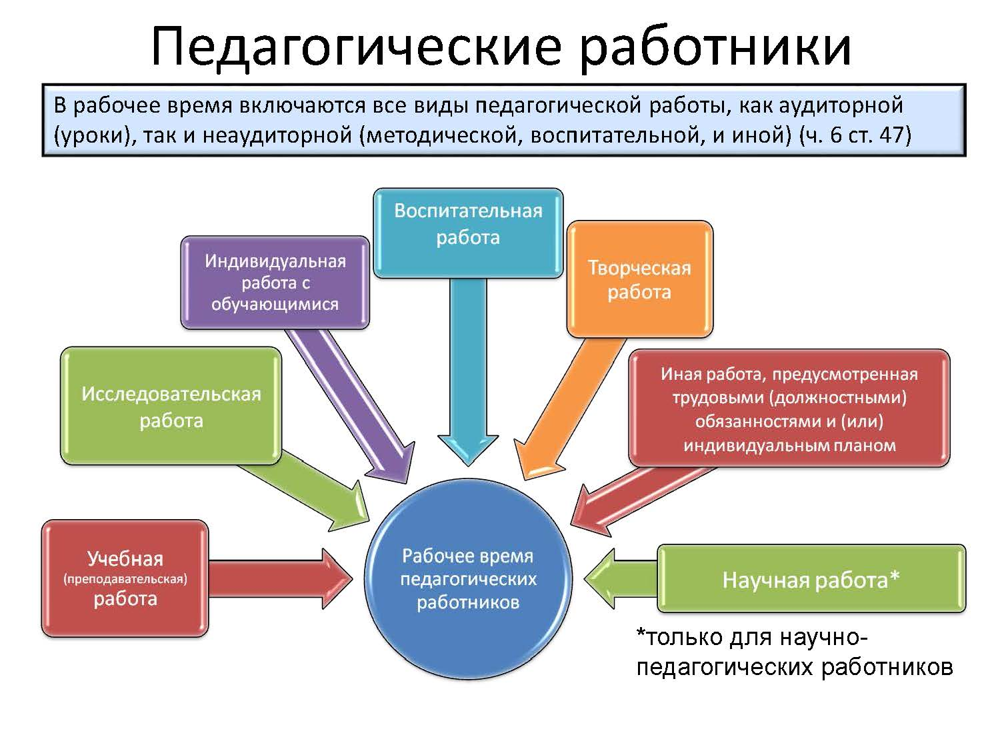 Педагогические работники
В рабочее время включаются все виды педагогической работы, как аудиторной
(уроки), так и неаудиторной (методической, воспитательной, и иной) (ч. 6 ст. 47)
Воспитательная
работа
Индивидуальная
работа с
обучающимися
Творческая
работа
Исследовательская
работа
Иная работа, предусмотренная
трудовыми (должностными)
обязанностями и (или)
индивидуальным планом
Учебная
(преподавательская)
работа
Рабочее время
педагогических
работников
Научная работа*
*только для научно-
педагогических работников